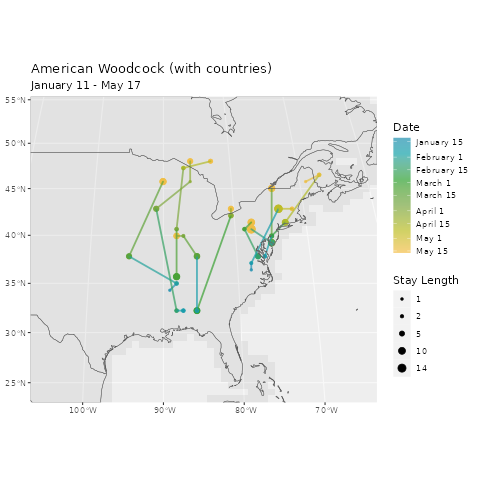 American Woodcock (with countries)
January 11 - May 17
55°N
50°N
45°N
40°N
35°N
30°N
25°N
100°W
90°W
80°W
70°W
Date
January 15
February 1
February 15
March 1
March 15
April 1
April 15
May 1
May 15
Stay Length
1
2
5
10
14